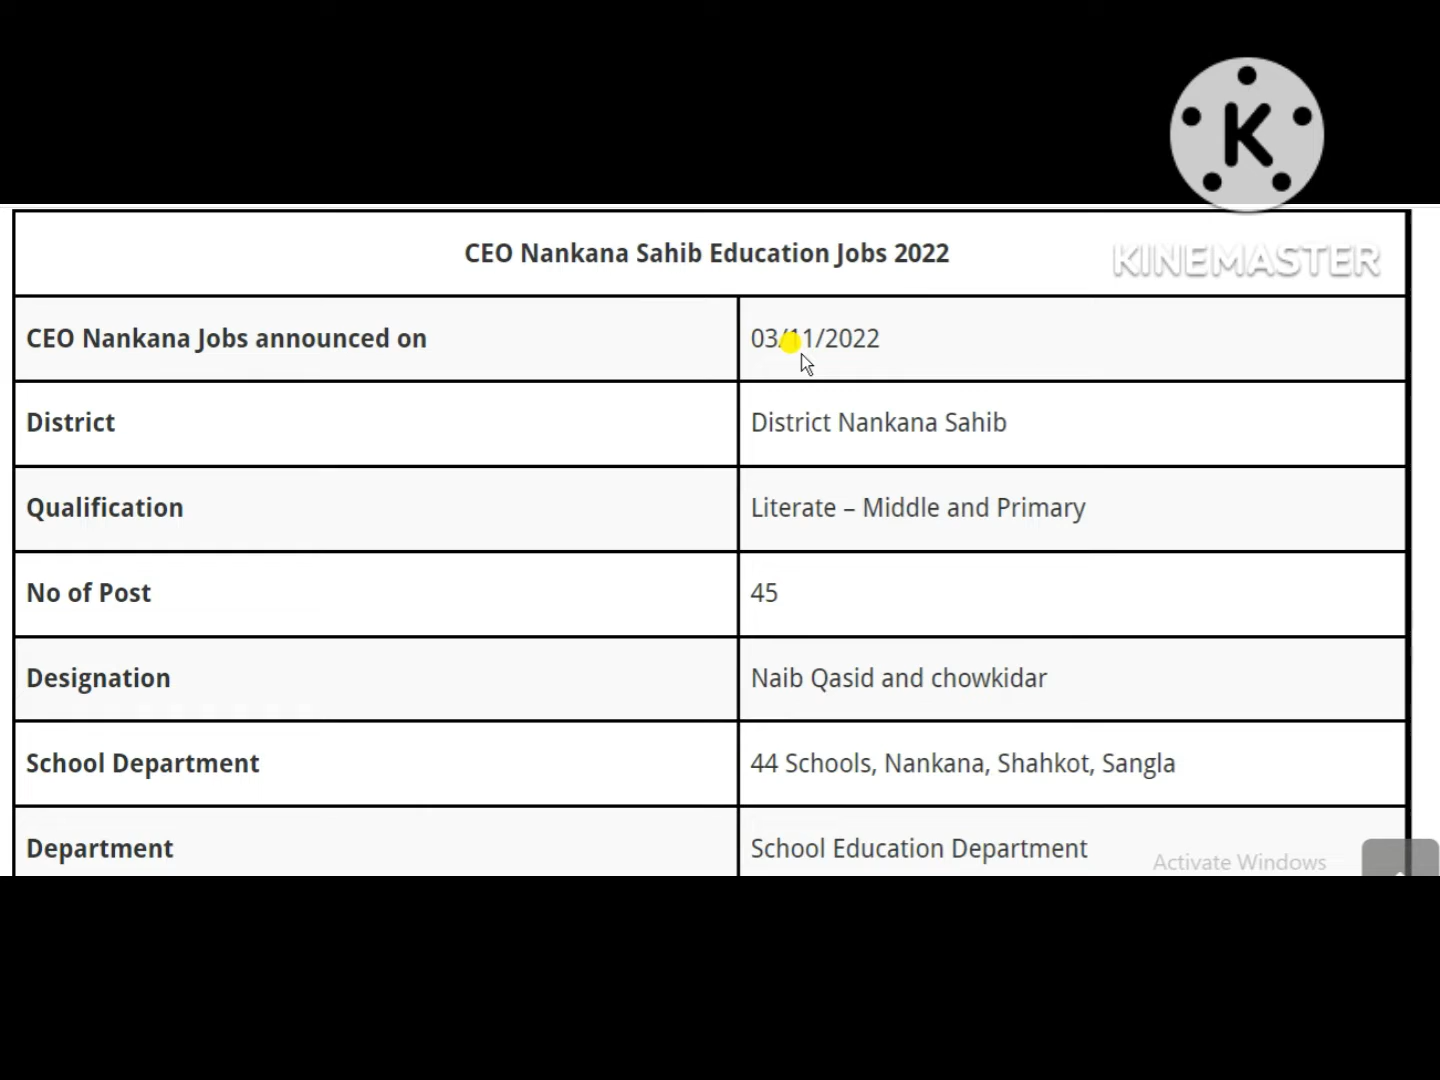 K
KINEMASTER
CEO Nankana Sahib Education Jobs 2022
CEO Nankana Jobs announced on 03/11/2022
District District Nankana Sahib
Qualification Literate – Middle and Primary
No of Post 45
Designation Naib Qasid and chowkidar
School Department 44 Schools, Nankana, Shahkot, Sangla
Department School Education Department
Activate Windows